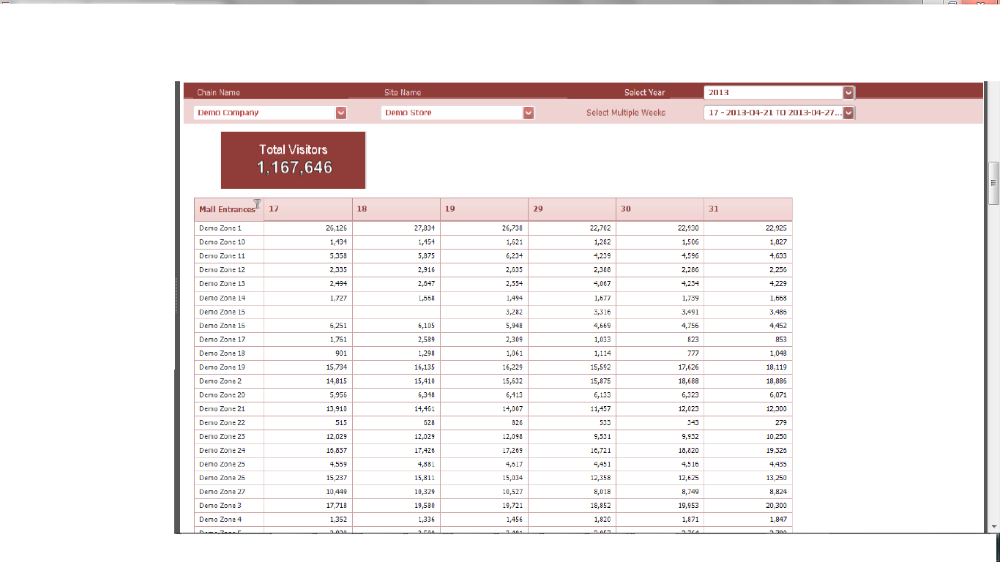 Chain Name Site Name Select Year 2013
Demo Company Demo Store Select Multiple Weeks 17 - 2013-04-21 TO 2013-04-27...
Total Visitors
1,167,646
Mall Entrances 17 18 19 29 30 31
Demo Zone 1 26,126 27,834 26,738 22,702 22,930 22,925
Demo Zone 10 1,434 1,454 1,621 1,282 1,506 1,827
Demo Zone 11 5,358 5,875 6,234 4,239 4,596 4,633
Demo Zone 12 2,335 2,916 2,635 2,388 2,286 2,256
Demo Zone 13 2,494 2,647 2,554 4,067 4,234 4,229
Demo Zone 14 1,727 1,668 1,494 1,677 1,739 1,668
Demo Zone 15 3,282 3,316 3,491 3,486
Demo Zone 16 6,251 6,105 5,948 4,669 4,756 4,452
Demo Zone 17 1,761 2,589 2,309 1,033 823 853
Demo Zone 18 901 1,298 1,061 1,114 777 1,048
Demo Zone 19 15,734 16,135 16,229 15,592 17,626 18,119
Demo Zone 2 14,815 15,410 15,632 15,875 18,688 18,886
Demo Zone 20 5,956 6,348 6,413 6,133 6,323 6,071
Demo Zone 21 13,910 14,461 14,007 11,457 12,023 12,300
Demo Zone 22 515 628 826 533 343 279
Demo Zone 23 12,029 12,029 12,098 9,531 9,932 10,250
Demo Zone 24 16,837 17,426 17,269 16,721 18,820 19,326
Demo Zone 25 4,559 4,881 4,617 4,451 4,516 4,435
Demo Zone 26 15,237 15,811 15,034 12,358 12,625 13,250
Demo Zone 27 10,449 10,329 10,527 8,018 8,749 8,824
Demo Zone 3 17,718 19,580 19,721 18,852 19,953 20,300
Demo Zone 4 1,352 1,336 1,456 1,820 1,871 1,847